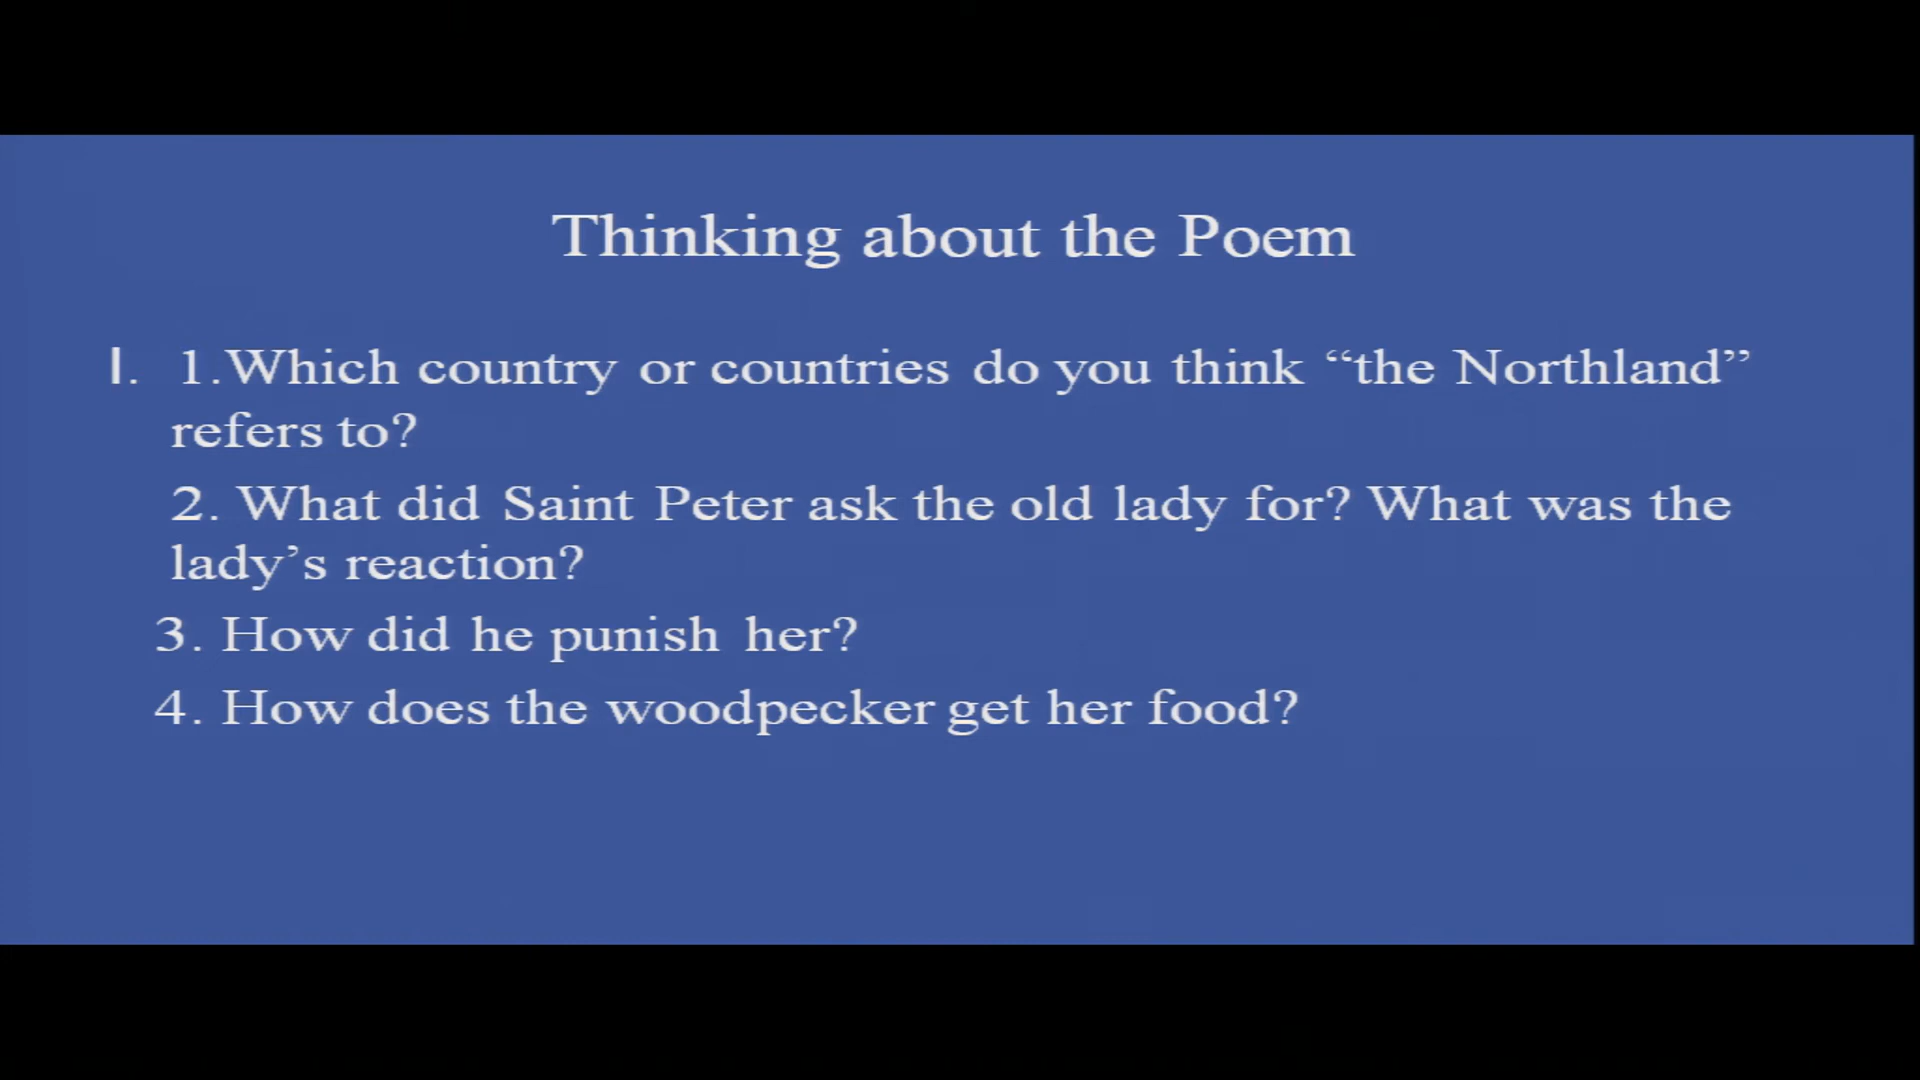 Thinking about the Poem
I. 1.Which country or countries do you think “the Northland”
refers to?
2. What did Saint Peter ask the old lady for? What was the
lady’s reaction?
3. How did he punish her?
4. How does the woodpecker get her food?